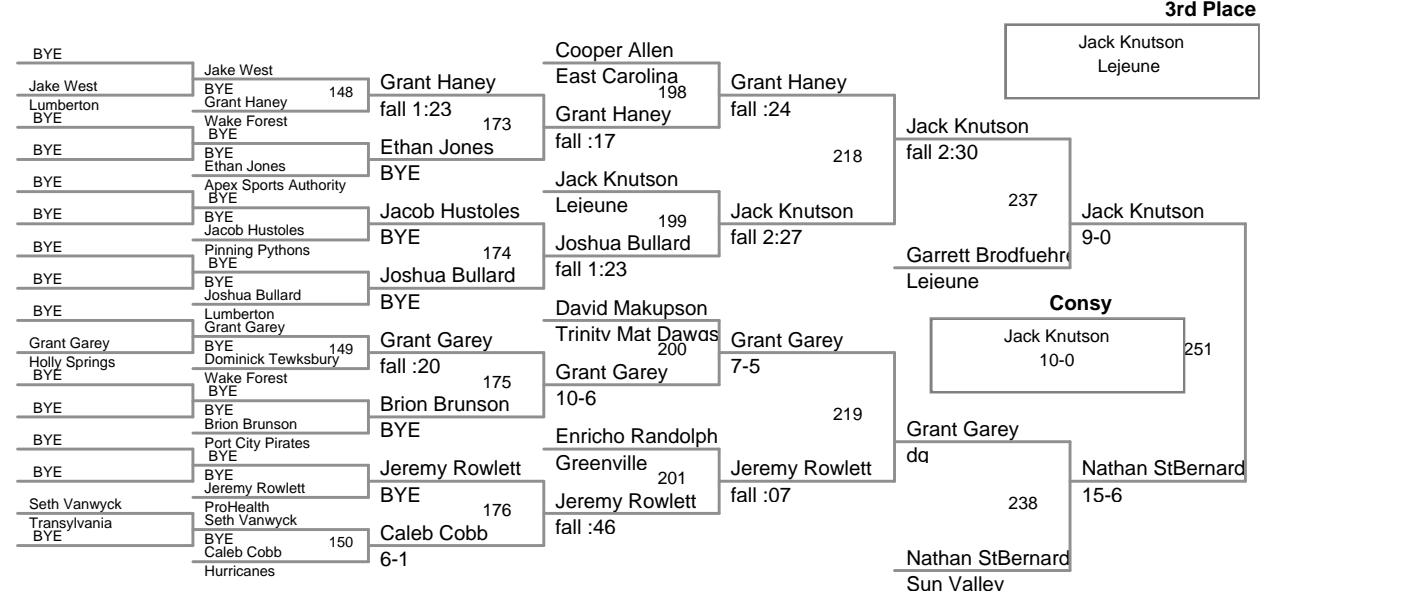 3rd Place
Jack Knutson
Lejeune
BYE
Jake West
Lumberton
BYE
BYE
BYE
BYE
BYE
BYE
BYE
Grant Garey
Holly Springs
BYE
BYE
BYE
BYE
Seth Vanwyck
Transylvania
BYE
Jake West
BYE
148
Grant Haney
Wake Forest
BYE
BYE
Ethan Jones
Apex Sports Authority
BYE
BYE
Jacob Hustoles
Pinning Pythons
BYE
BYE
Joshua Bullard
Lumberton
Grant Garey
BYE
149
Dominick Tewksbury
Wake Forest
BYE
BYE
Brion Brunson
Port City Pirates
BYE
BYE
Jeremy Rowlett
ProHealth
Seth Vanwyck
BYE
150
Caleb Cobb
Hurricanes
Grant Haney
fall 1:23
173
Ethan Jones
BYE
Jacob Hustoles
BYE
174
Joshua Bullard
BYE
Grant Garey
fall :20
175
Brion Brunson
BYE
Jeremy Rowlett
BYE
176
Caleb Cobb
6-1
Cooper Allen
East Carolina
198
Grant Haney
fall :17
Jack Knutson
Lejeune
199
Joshua Bullard
fall 1:23
David Makupson
Trinity Mat Dawgs
200
Grant Garey
10-6
Enricho Randolph
Greenville
201
Jeremy Rowlett
fall :46
Grant Haney
fall :24
218
Jack Knutson
fall 2:27
Grant Garey
7-5
219
Jeremy Rowlett
fall :07
Jack Knutson
fall 2:30
237
Garrett Brodfuehre
Lejeune
Grant Garey
dq
238
Nathan StBernard
Sun Valley
Jack Knutson
9-0
Consy
Jack Knutson
10-0
251
Nathan StBernard
15-6